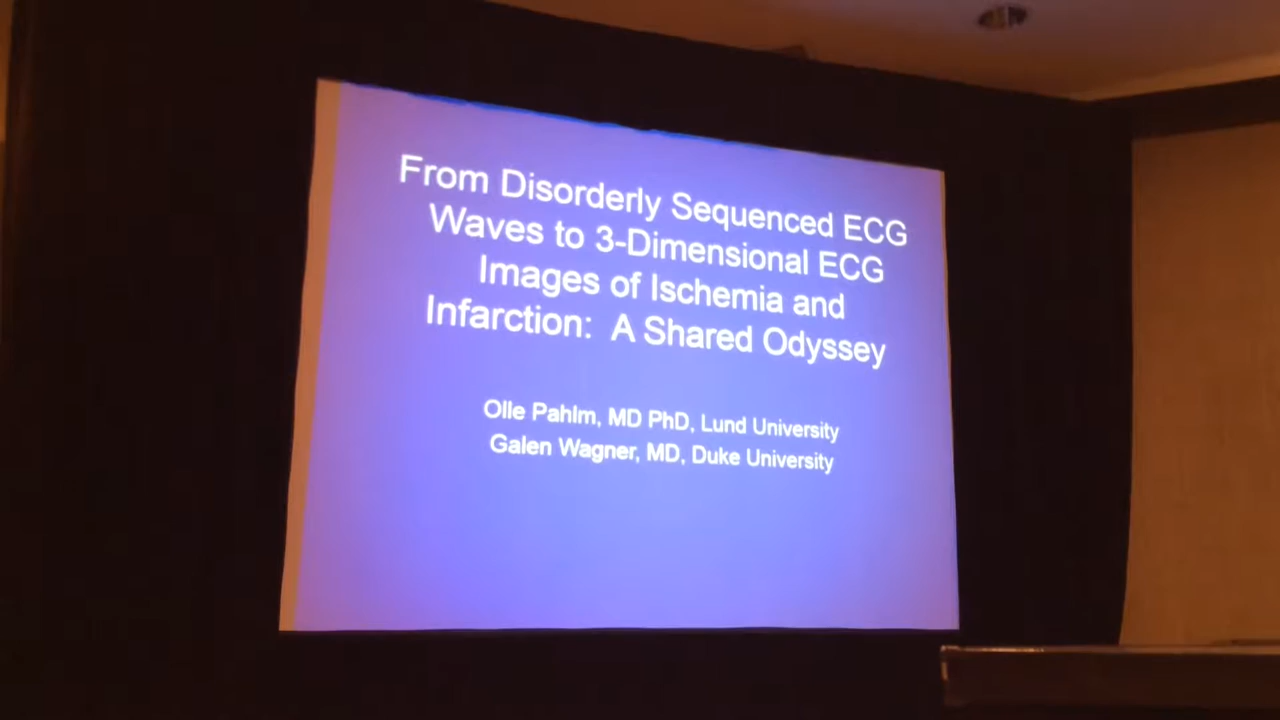 From Disorderly Sequenced ECG
Waves to 3-Dimensional ECG
Images of Ischemia and
Infarction: A Shared Odyssey
Olle Pahlm, MD PhD, Lund University
Galen Wagner, MD, Duke University